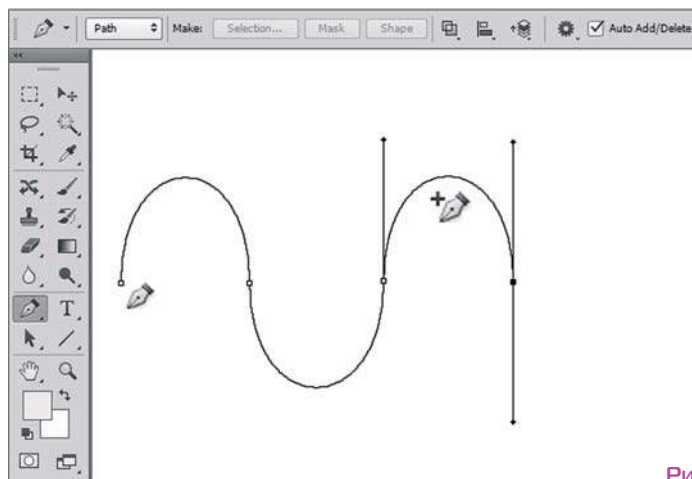 Path Make: Selection... Mask Shape Auto Add/Delete
T
Ри